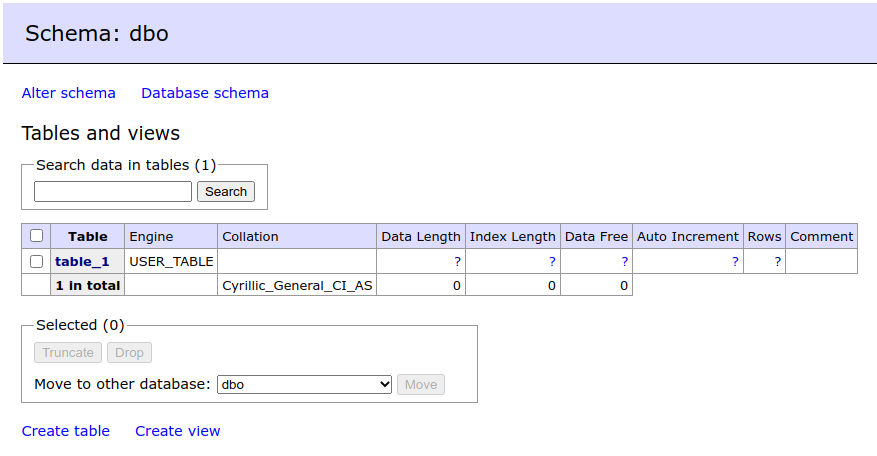 Schema: dbo
Alter schema Database schema
Tables and views
Search data in tables (1)
Search
Table Engine Collation Data Length Index Length Data Free Auto Increment Rows Comment
table_1 USER_TABLE ? ? ? ? ?
1 in total Cyrillic_General_CI_AS 0 0 0
Selected (0)
Truncate Drop
Move to other database: dbo Move
Create table Create view